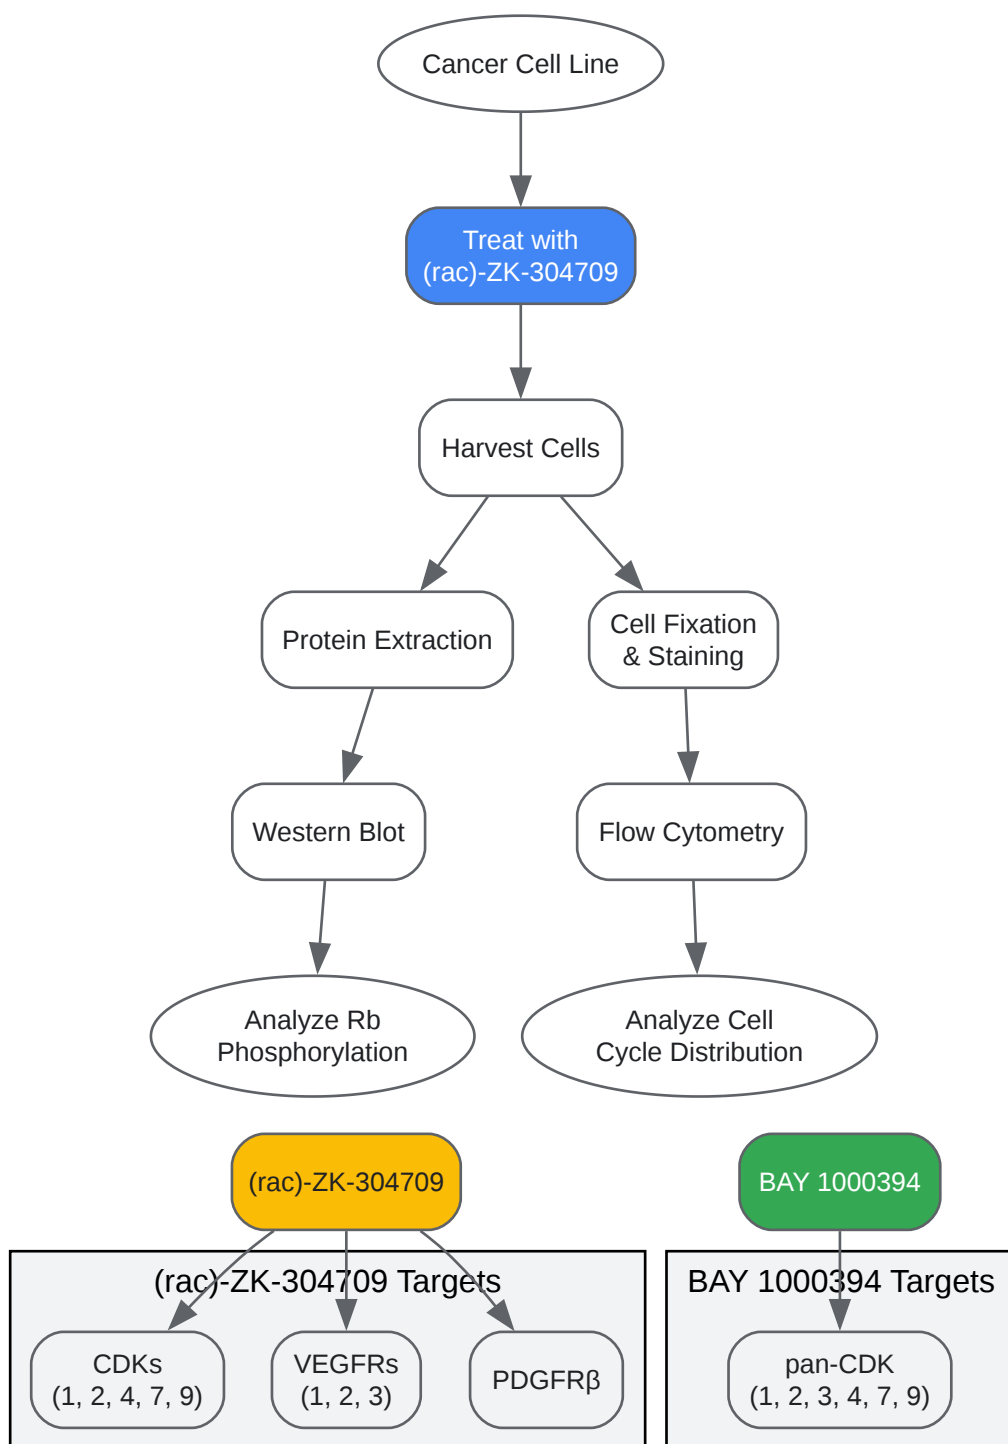 Cancer Cell Line
Treat with
(rac)-ZK-304709
Harvest Cells
Protein Extraction
Cell Fixation
& Staining
Western Blot
Flow Cytometry
Analyze Rb
Phosphorylation
Analyze Cell
Cycle Distribution
(rac)-ZK-304709
BAY 1000394
(rac)-ZK-304709 Targets
BAY 1000394 Targets
CDKs
(1, 2, 4, 7, 9)
VEGFRs
(1, 2, 3)
PDGFRβ
pan-CDK
(1, 2, 3, 4, 7, 9)